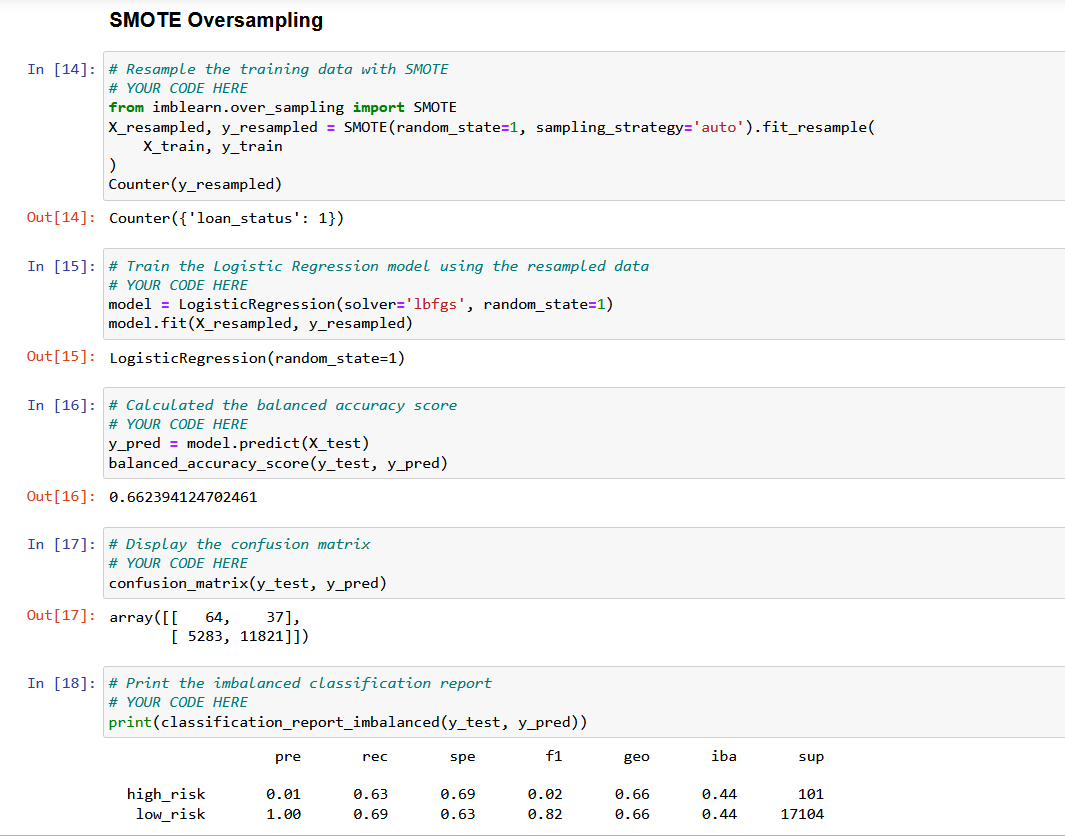 SMOTE Oversampling
In [14]: # Resample the training data with SMOTE
# YOUR CODE HERE
from imblearn.over_sampling import SMOTE
X_resampled, y_resampled = SMOTE(random_state=1, sampling_strategy='auto').fit_resample(
    X_train, y_train
)
Counter(y_resampled)
Out[14]: Counter({'loan_status': 1})
In [15]: # Train the Logistic Regression model using the resampled data
# YOUR CODE HERE
model = LogisticRegression(solver='lbfgs', random_state=1)
model.fit(X_resampled, y_resampled)
Out[15]: LogisticRegression(random_state=1)
In [16]: # Calculated the balanced accuracy score
# YOUR CODE HERE
y_pred = model.predict(X_test)
balanced_accuracy_score(y_test, y_pred)
Out[16]: 0.662394124702461
In [17]: # Display the confusion matrix
# YOUR CODE HERE
confusion_matrix(y_test, y_pred)
Out[17]: array([[   64,    37],
       [ 5283, 11821]])
In [18]: # Print the imbalanced classification report
# YOUR CODE HERE
print(classification_report_imbalanced(y_test, y_pred))
pre rec spe f1 geo iba sup
high_risk 0.01 0.63 0.69 0.02 0.66 0.44 101
low_risk 1.00 0.69 0.63 0.82 0.66 0.44 17104